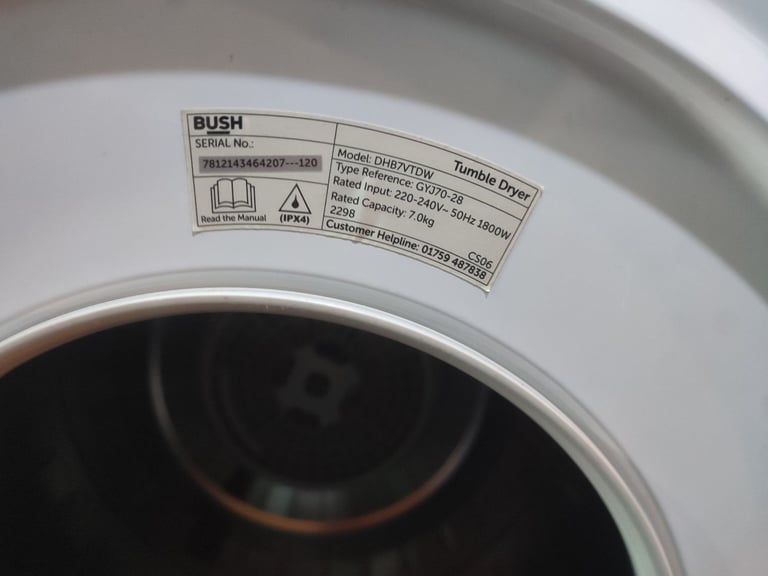 BUSH
SERIAL No.:
7812143464207---120
Read the Manual
(IPX4)
Tumble Dryer
Model: DHB7VTDW
Type Reference: GYJ70-28
Rated Input: 220-240V~ 50Hz 1800W
Rated Capacity: 7.0kg
2298
CS06
Customer Helpline: 01759 487838